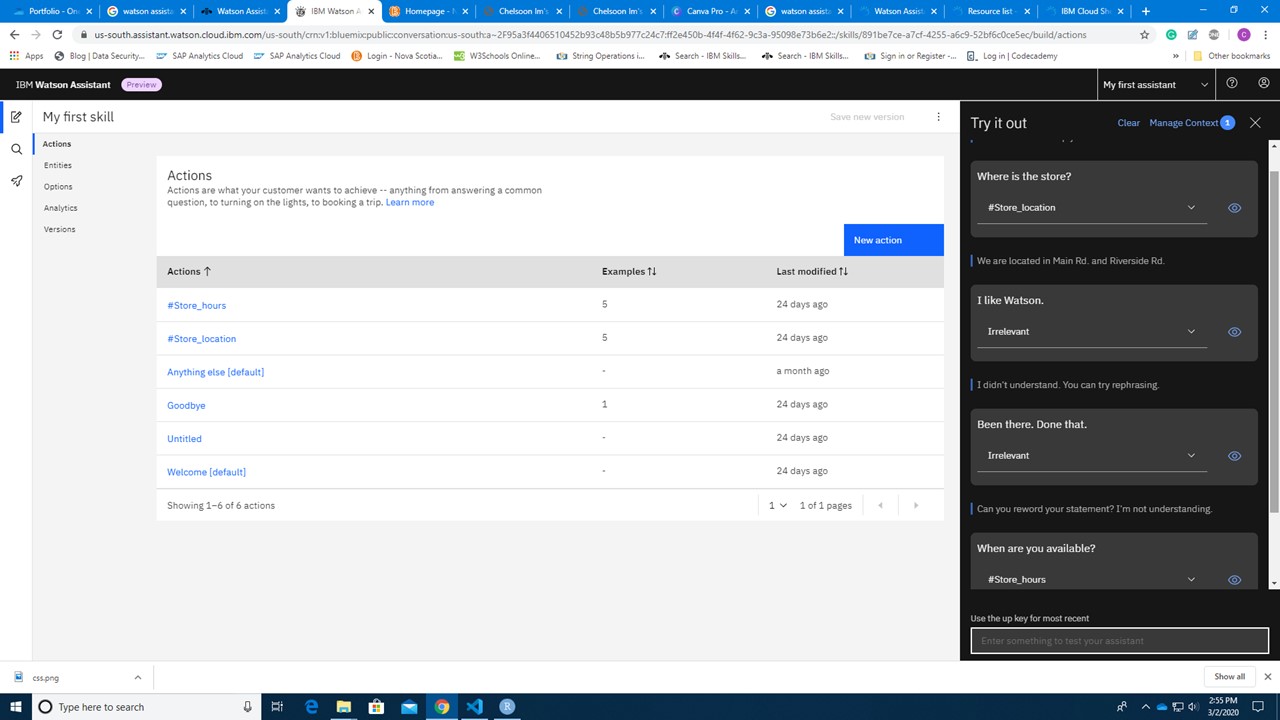 Portfolio - On
watson assista
Watson Assista
IBM Watson A
Homepage - N
Chelsoon Im's
Chelsoon Im's
Canva Pro - A
watson assista
Watson Assist
Resource list -
IBM Cloud Sh
us-south.assistant.watson.cloud.ibm.com/us-south/crn:v1:bluemix:public:conversation:us-south:a~2F95a3f4406510452b93c48b5b977c24c7:ff2e450b-4f4f-4f62-9c3a-95098e73b6e2::/skills/891be7ce-a7cf-4255-a6c9-52bf6c0ce5ec/build/actions
Apps
Blog | Data Security...
SAP Analytics Cloud
SAP Analytics Cloud
Login - Nova Scotia...
W3Schools Online...
String Operations i...
Search - IBM Skills...
Search - IBM Skills...
Sign in or Register -...
Log in | Codecademy
»
Other bookmarks
IBM Watson Assistant
Preview
My first assistant
My first skill
Save new version
Actions
Entities
Options
Analytics
Versions
Actions
Actions are what your customer wants to achieve -- anything from answering a common
question, to turning on the lights, to booking a trip. Learn more
New action
Actions
Examples
Last modified
#Store_hours 5 24 days ago
#Store_location 5 24 days ago
Anything else [default] - a month ago
Goodbye 1 24 days ago
Untitled - 24 days ago
Welcome [default] - 24 days ago
Showing 1–6 of 6 actions
1
1 of 1 pages
Try it out
Clear
Manage Context 1
Where is the store?
#Store_location
We are located in Main Rd. and Riverside Rd.
I like Watson.
Irrelevant
I didn't understand. You can try rephrasing.
Been there. Done that.
Irrelevant
Can you reword your statement? I'm not understanding.
When are you available?
#Store_hours
Use the up key for most recent
Enter something to test your assistant
css.png
Show all
Type here to search
2:55 PM
3/2/2020